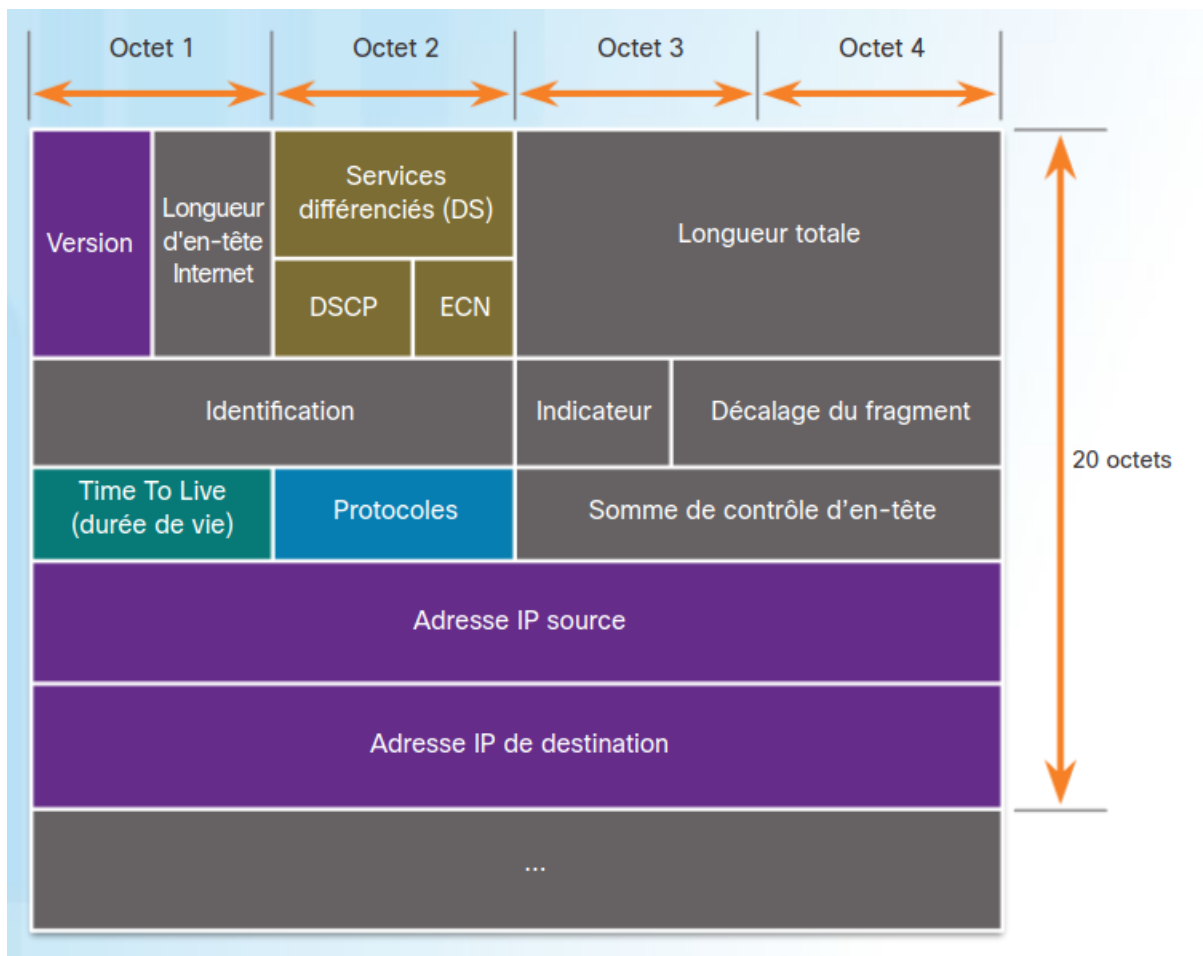 Octet 1
Octet 2
Octet 3
Octet 4
Version
Longueur
d'en-tête
Internet
Services
différenciés (DS)
DSCP
ECN
Longueur totale
Identification
Indicateur
Décalage du fragment
20 octets
Time To Live
(durée de vie)
Protocoles
Somme de contrôle d’en-tête
Adresse IP source
Adresse IP de destination
...